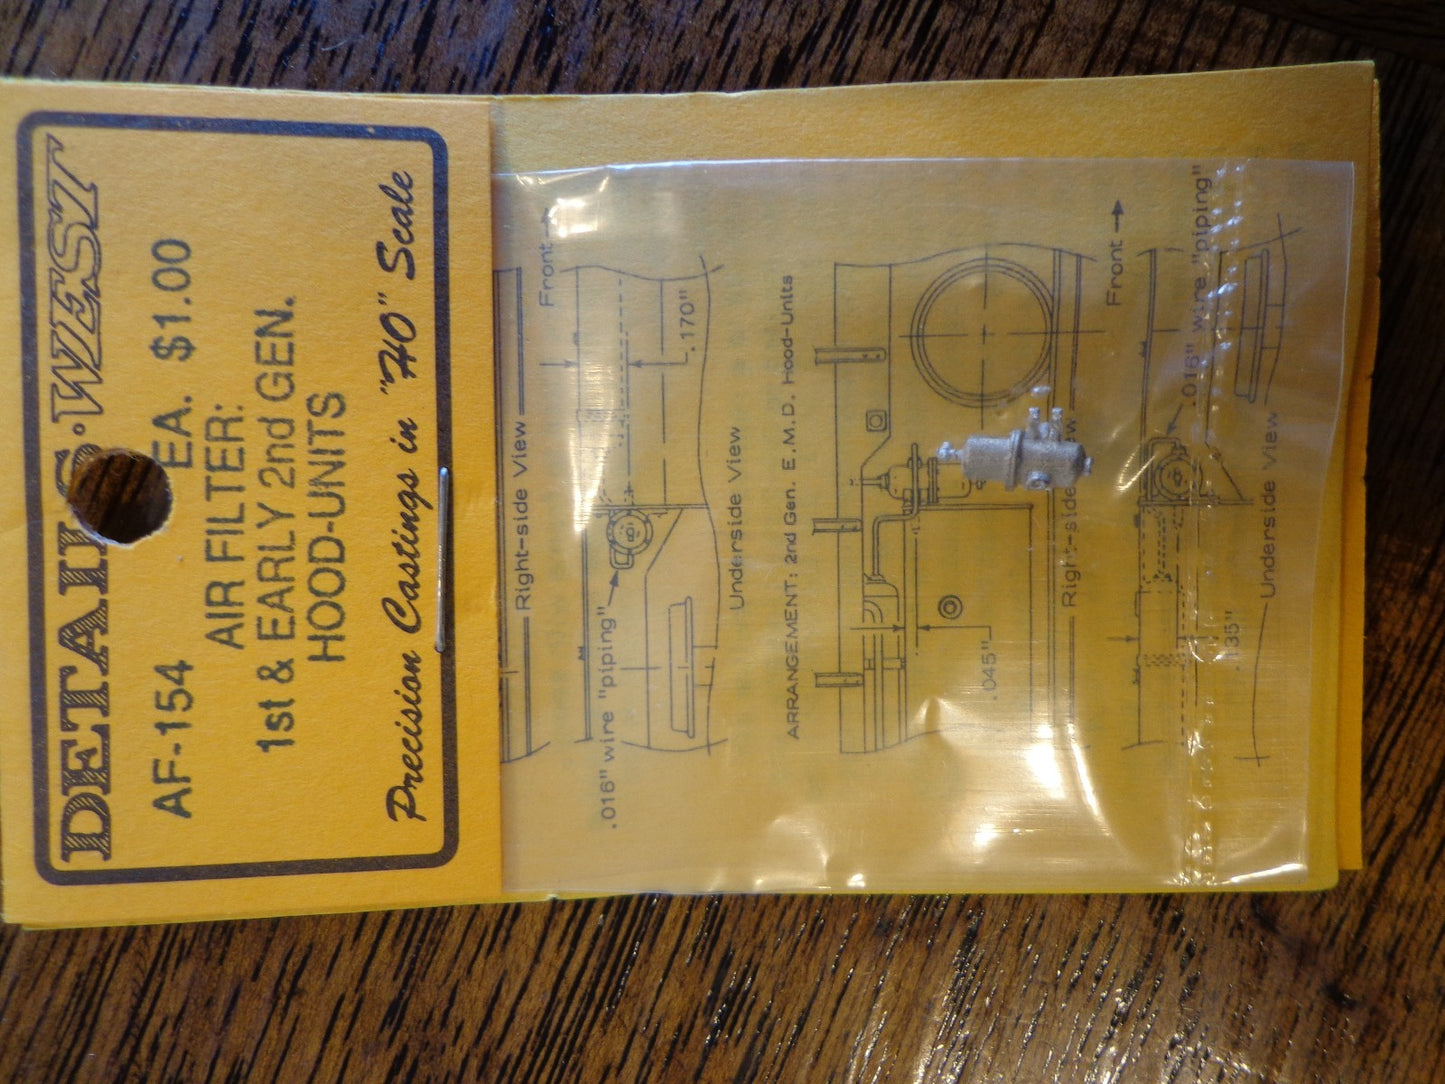 DETAILS·WEST
AF-154 EA. $1.00
AIR FILTER:
1st & EARLY 2nd GEN.
HOOD-UNITS
Precision Castings in "HO" Scale
Right-side View
Front
.016" wire "piping"
.170"
Underside View
ARRANGEMENT: 2nd Gen. E.M.D. Hood-Units
.045"
Right-side View
Front
.016" wire "piping"
.135"
Underside View